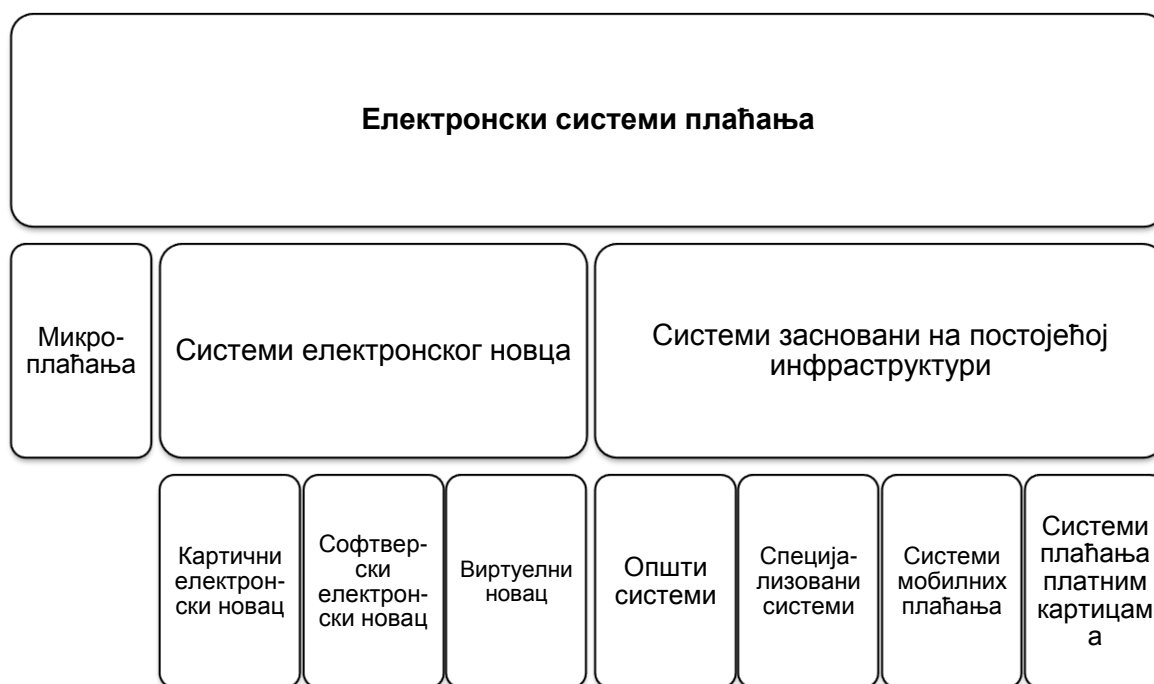 Електронски системи плаћања
Микро-
плаћања
Системи електронског новца
Системи засновани на постојећој
инфраструктури
Картични
електрон-
ски новац
Софтвер-
ски
електрон-
ски новац
Виртуелни
новац
Општи
системи
Специја-
лизовани
системи
Системи
мобилних
плаћања
Системи
плаћања
платним
картицам
а